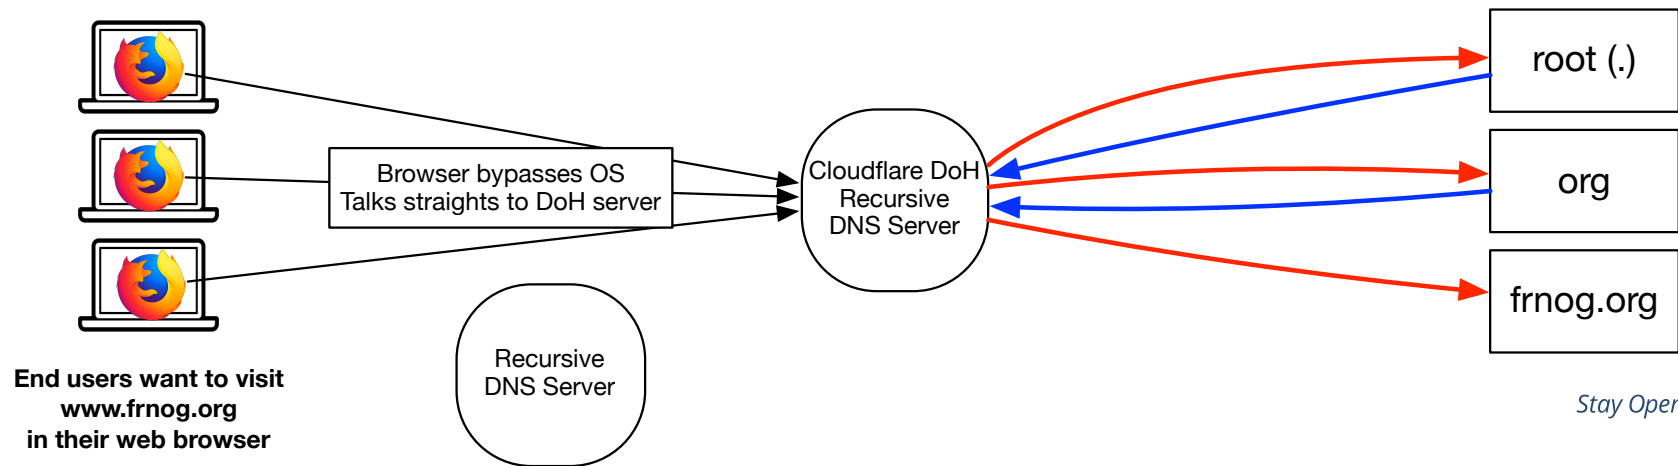 Browser bypasses OS
Talks straights to DoH server
Cloudflare DoH
Recursive
DNS Server
root (.)
org
frnog.org
Recursive
DNS Server
End users want to visit
www.frnog.org
in their web browser
Stay Open